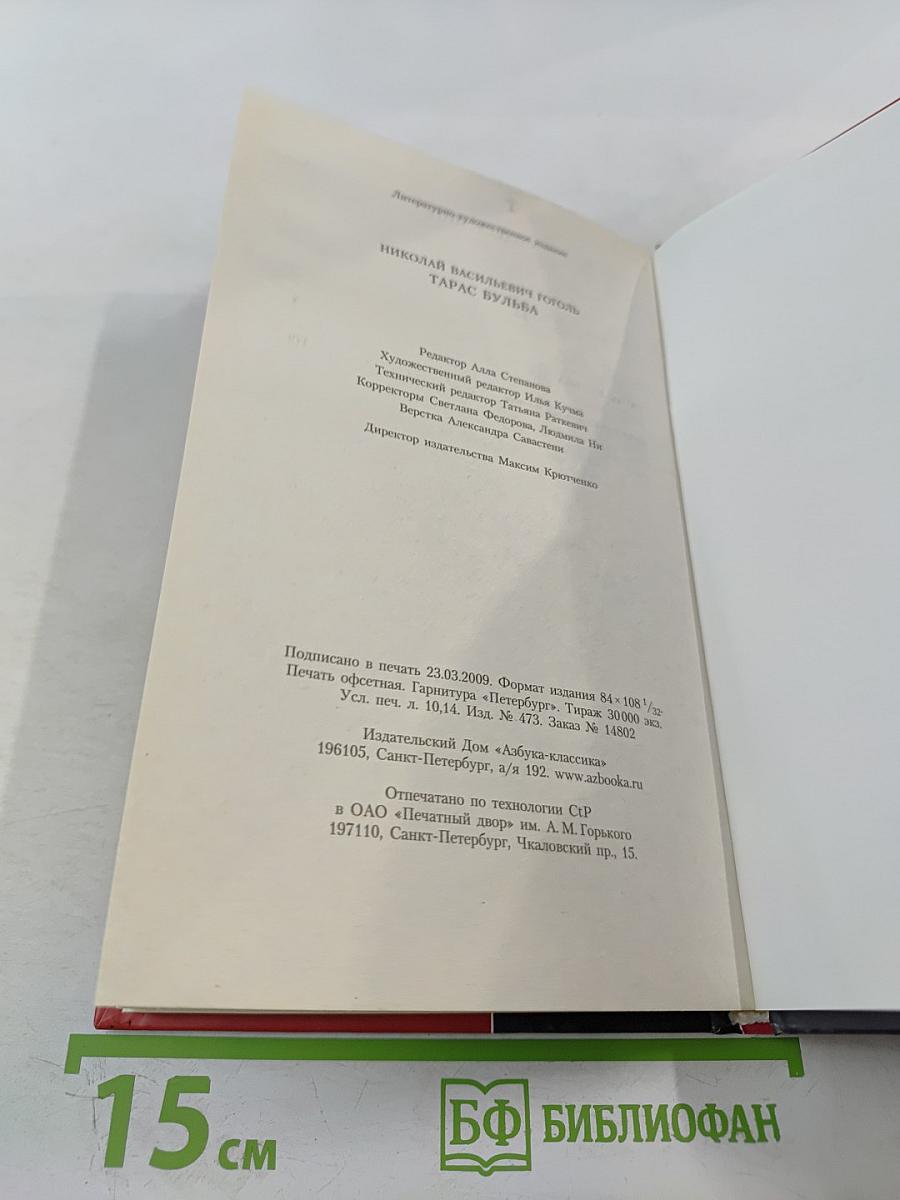 Литературно-художественное издание
НИКОЛАЙ ВАСИЛЬЕВИЧ ГОГОЛЬ
ТАРАС БУЛЬБА
Редактор Алла Степанова
Художественный редактор Илья Кучма
Технический редактор Татьяна Раткевич
Корректоры Светлана Федорова, Людмила Ни
Верстка Александра Савастени
Директор издательства Максим Крютченко
Подписано в печать 23.03.2009. Формат издания 84×108 1/32.
Печать офсетная. Гарнитура «Петербург». Тираж 30000 экз.
Усл. печ. л. 10,14. Изд. № 473. Заказ № 14802
Издательский Дом «Азбука-классика»
196105, Санкт-Петербург, а/я 192. www.azbooka.ru
Отпечатано по технологии CtP
в ОАО «Печатный двор» им. А. М. Горького
197110, Санкт-Петербург, Чкаловский пр., 15.
15 см
БФ БИБЛИОФАН